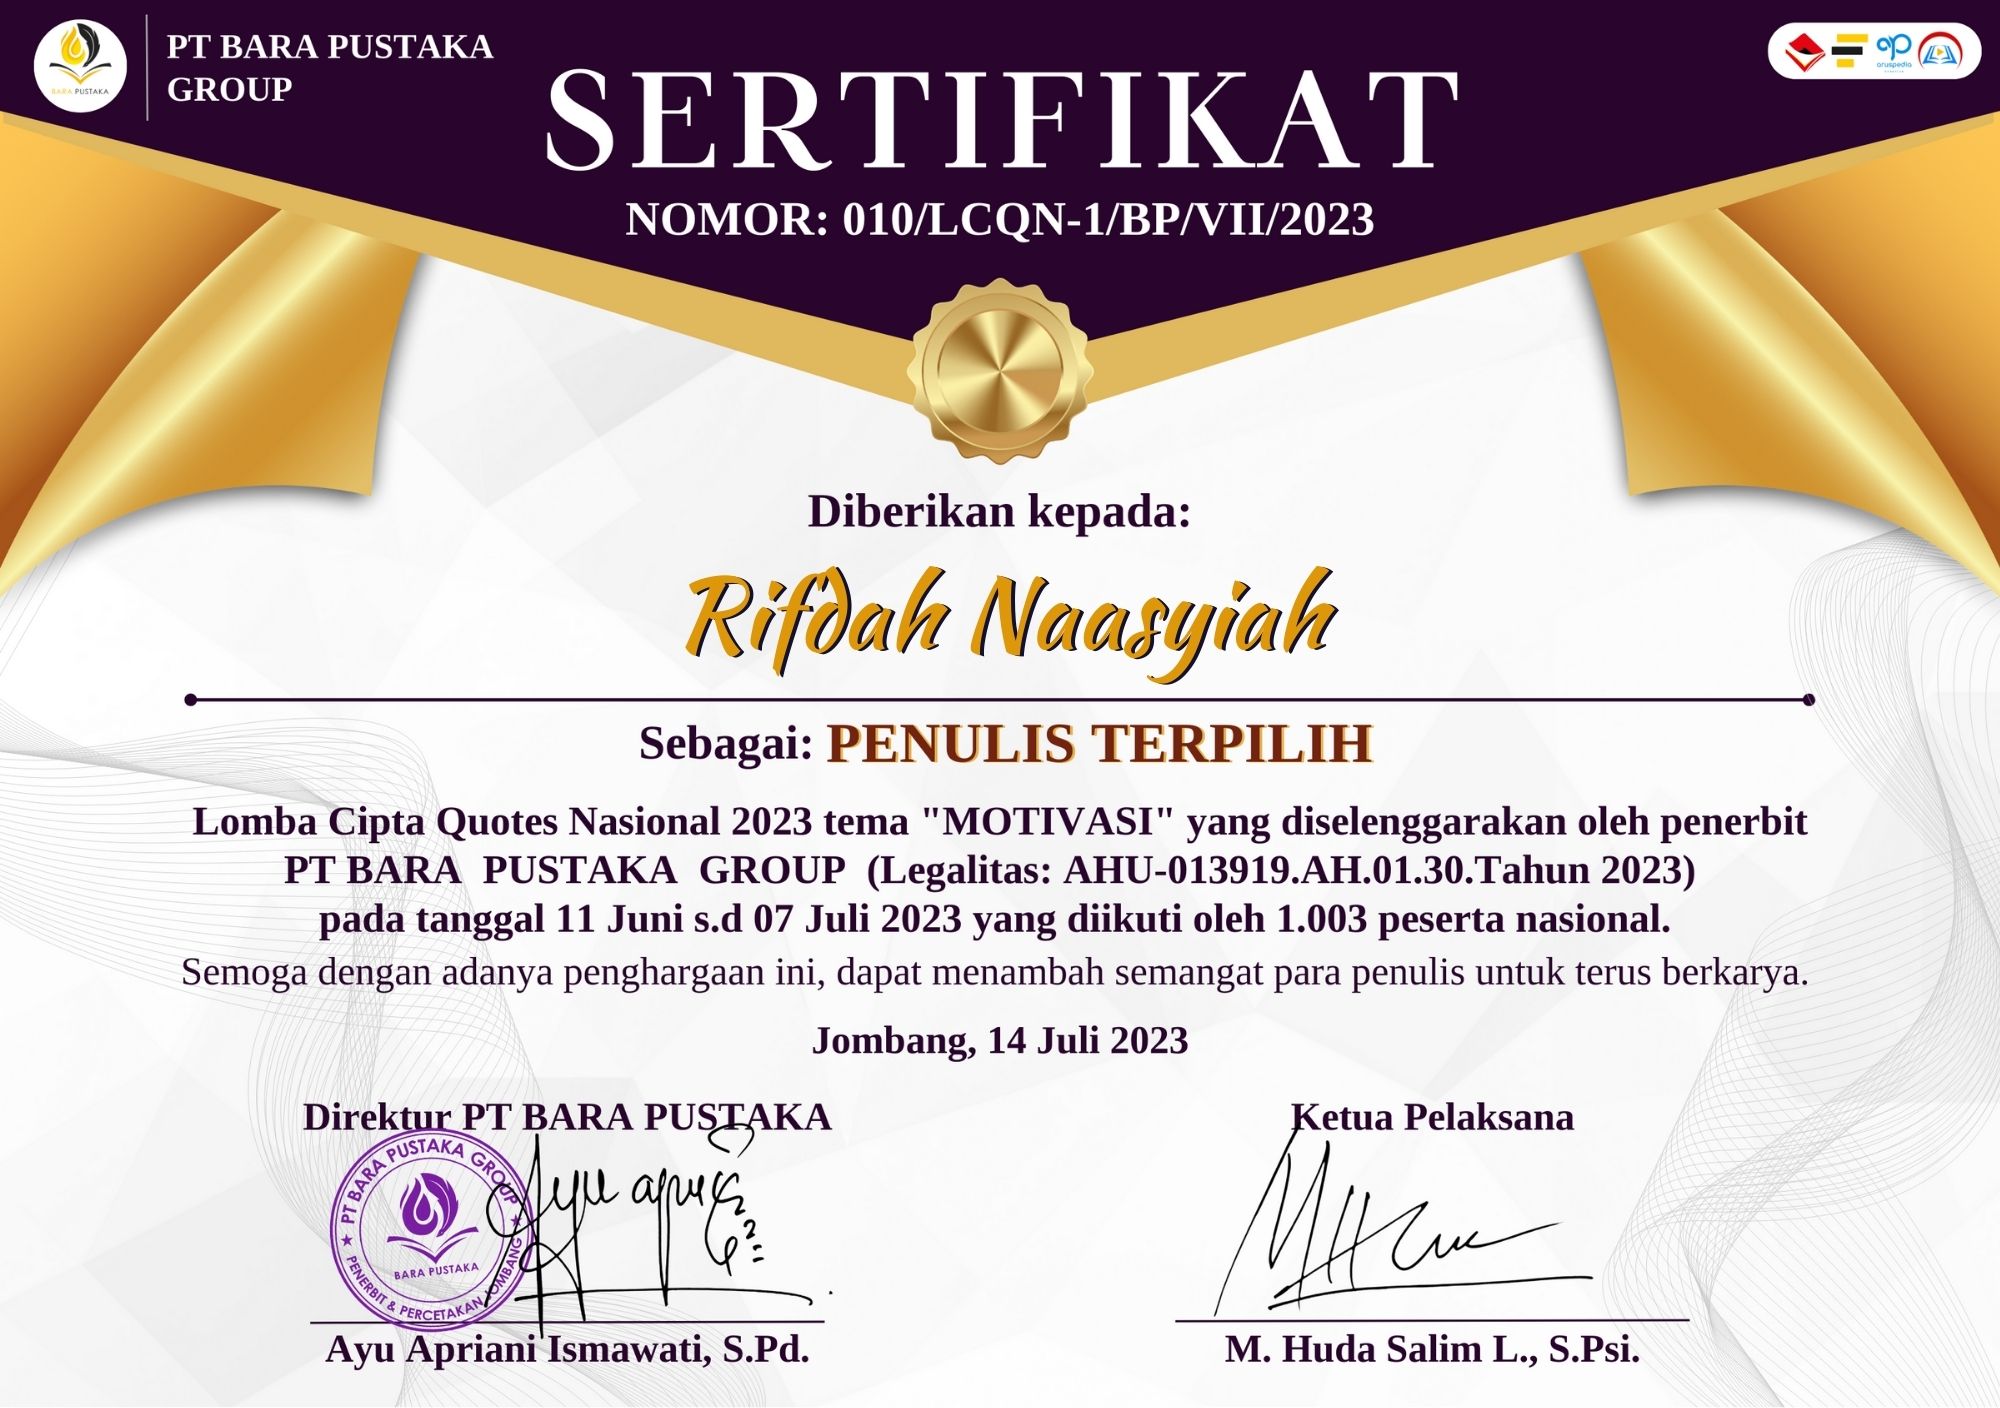 BARA PUSTAKA
PT BARA PUSTAKA
GROUP
aruspedia
SERTIFIKAT
NOMOR: 010/LCQN-1/BP/VII/2023
Diberikan kepada:
Rifdah Naasyiah
Sebagai: PENULIS TERPILIH
Lomba Cipta Quotes Nasional 2023 tema "MOTIVASI" yang diselenggarakan oleh penerbit
PT BARA PUSTAKA GROUP (Legalitas: AHU-013919.AH.01.30.Tahun 2023)
pada tanggal 11 Juni s.d 07 Juli 2023 yang diikuti oleh 1.003 peserta nasional.
Semoga dengan adanya penghargaan ini, dapat menambah semangat para penulis untuk terus berkarya.
Jombang, 14 Juli 2023
Direktur PT BARA PUSTAKA
PT BARA PUSTAKA GROUP
BARA PUSTAKA
PENERBIT & PERCETAKAN JOMBANG
Ayu apri
Ayu Apriani Ismawati, S.Pd.
Ketua Pelaksana
M. Huda Salim L., S.Psi.